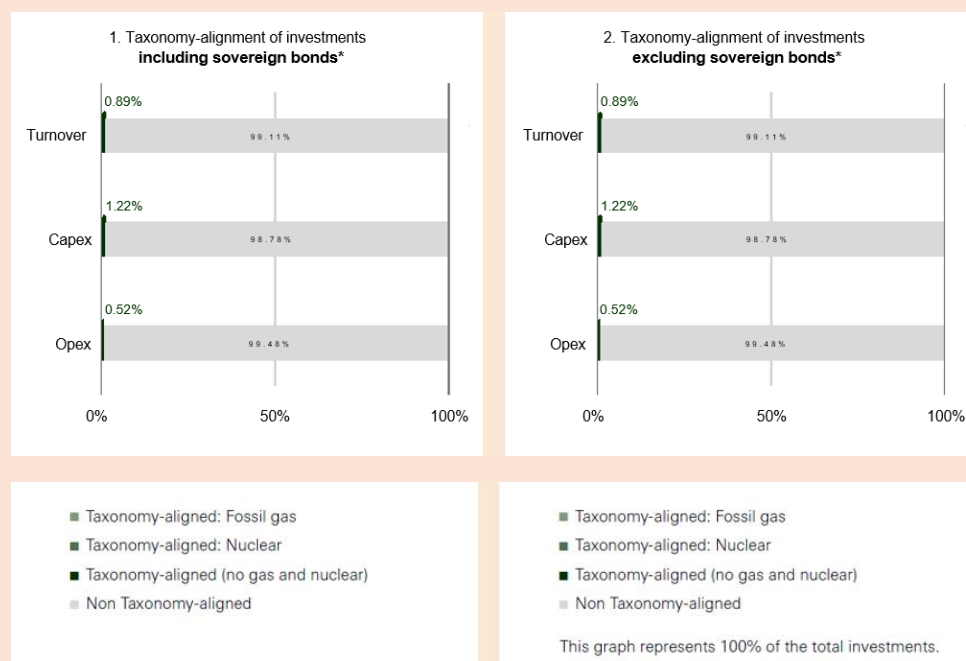 1. Taxonomy-alignment of investments
including sovereign bonds*
0.89%
Turnover
99.11%
1.22%
Capex
98.78%
0.52%
Opex
99.48%
0%
50%
100%
2. Taxonomy-alignment of investments
excluding sovereign bonds*
0.89%
Turnover
99.11%
1.22%
Capex
98.78%
0.52%
Opex
99.48%
0%
50%
100%
Taxonomy-aligned: Fossil gas
Taxonomy-aligned: Nuclear
Taxonomy-aligned (no gas and nuclear)
Non Taxonomy-aligned
Taxonomy-aligned: Fossil gas
Taxonomy-aligned: Nuclear
Taxonomy-aligned (no gas and nuclear)
Non Taxonomy-aligned
This graph represents 100% of the total investments.